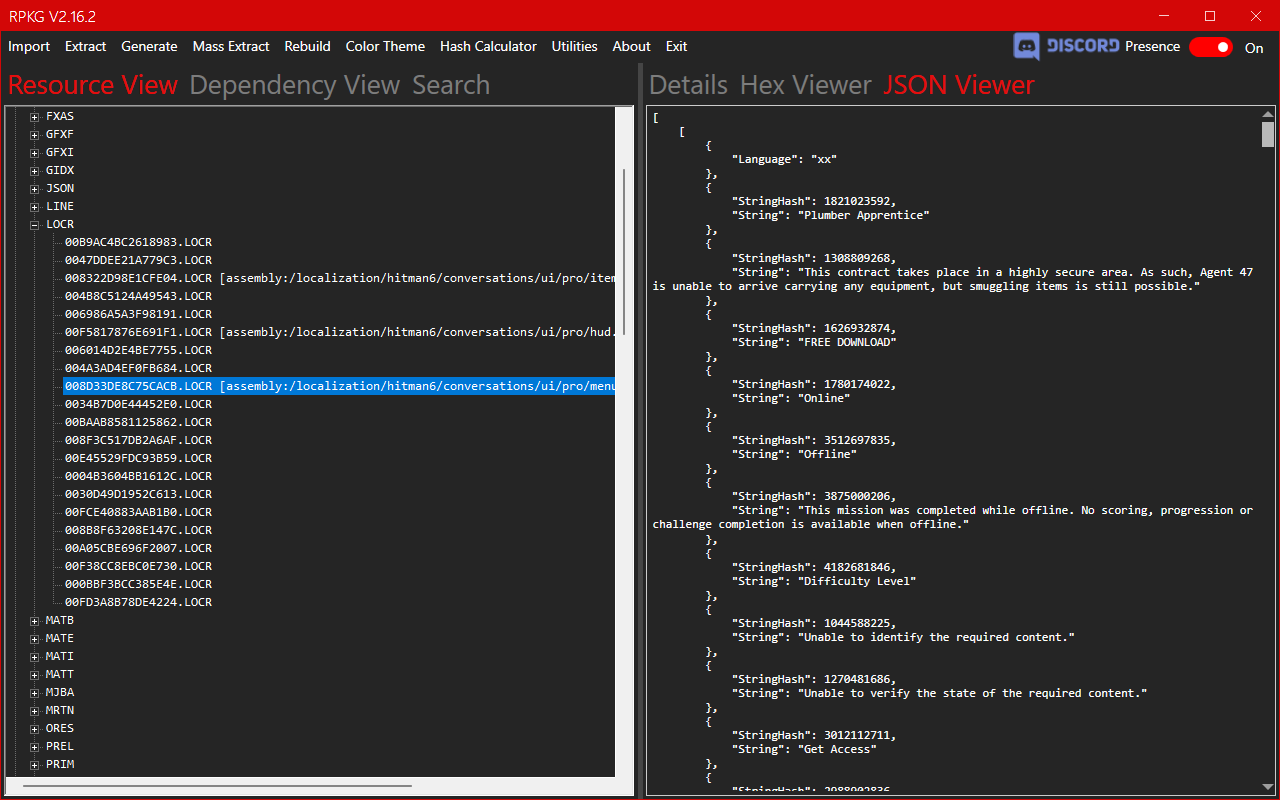 RPKG V2.16.2
Import Extract Generate Mass Extract Rebuild Color Theme Hash Calculator Utilities About Exit
DISCORD Presence On
Resource View Dependency View Search
FXAS
GFXF
GFXI
GIDX
JSON
LINE
LOCR
00B9AC4BC2618983.LOCR
0047DDEE21A779C3.LOCR
008322D98E1CFE04.LOCR [assembly:/localization/hitman6/conversations/ui/pro/item
004B8C5124A49543.LOCR
006986A5A3F98191.LOCR
00F5817876E691F1.LOCR [assembly:/localization/hitman6/conversations/ui/pro/hud.
006014D2E4BE7755.LOCR
004A3AD4EF0FB684.LOCR
008D33DE8C75CACB.LOCR [assembly:/localization/hitman6/conversations/ui/pro/menu
0034B7D0E44452E0.LOCR
00BAAB8581125862.LOCR
008F3C517DB2A6AF.LOCR
00E45529FDC93B59.LOCR
0004B3604BB1612C.LOCR
0030D49D1952C613.LOCR
00FCE40883AAB1B0.LOCR
008B8F63208E147C.LOCR
00A05CBE696F2007.LOCR
00F38CC8EBC0E730.LOCR
000BBF3BCC385E4E.LOCR
00FD3A8B78DE4224.LOCR
MATB
MATE
MATI
MATT
MJBA
MRTN
ORES
PREL
PRIM
Details Hex Viewer JSON Viewer
[
[
{
"Language": "xx"
},
{
"StringHash": 1821023592,
"String": "Plumber Apprentice"
},
{
"StringHash": 1308809268,
"String": "This contract takes place in a highly secure area. As such, Agent 47
is unable to arrive carrying any equipment, but smuggling items is still possible."
},
{
"StringHash": 1626932874,
"String": "FREE DOWNLOAD"
},
{
"StringHash": 1780174022,
"String": "Online"
},
{
"StringHash": 3512697835,
"String": "Offline"
},
{
"StringHash": 3875000206,
"String": "This mission was completed while offline. No scoring, progression or
challenge completion is available when offline."
},
{
"StringHash": 4182681846,
"String": "Difficulty Level"
},
{
"StringHash": 1044588225,
"String": "Unable to identify the required content."
},
{
"StringHash": 1270481686,
"String": "Unable to verify the state of the required content."
},
{
"StringHash": 3012112711,
"String": "Get Access"
},
{
"StringHash": 2988902836,